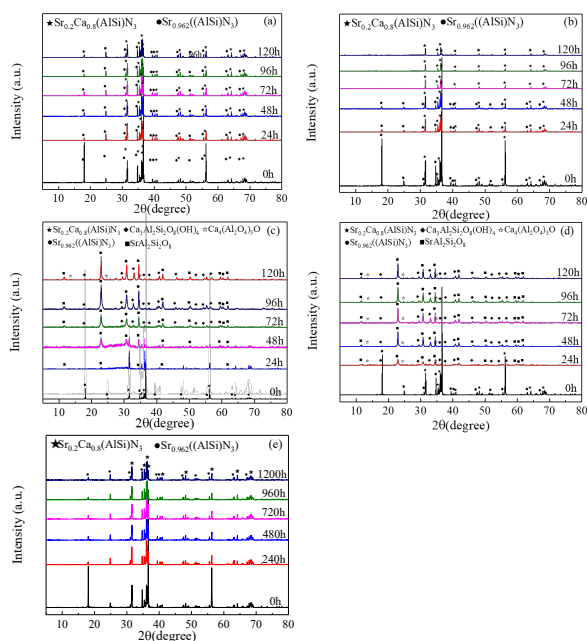 ★Sr0.2Ca0.8(AlSi)N3 ●Sr0.962((AlSi)N3 (a)
120h
96h
96h
72h
48h
24h
0h
Intensity (a.u.)
0 10 20 30 40 50 60 70 80
2θ(degree)
★Sr0.2Ca0.8(AlSi)N3 ●Sr0.962((AlSi)N3 (b)
120h
96h
72h
48h
24h
0h
Intensity (a.u.)
0 10 20 30 40 50 60 70 80
2θ(degree)
★Sr0.2Ca0.8(AlSi)N3 ◆Ca3Al2Si2O8(OH)4 ☆Ca4(Al2O4)3O
●Sr0.962((AlSi)N3 ■SrAl2Si2O8 (c)
120h
96h
72h
48h
24h
0h
Intensity (a.u.)
10 20 30 40 50 60 70 80
2θ(degree)
★Sr0.2Ca0.8(AlSi)N3 ◆Ca3Al2Si2O8(OH)4 ☆Ca4(Al2O4)3O
●Sr0.962((AlSi)N3 ■SrAl2Si2O8 (d)
120h
96h
72h
48h
24h
0h
Intensity (a.u.)
0 10 20 30 40 50 60 70 80
2θ(degree)
★Sr0.2Ca0.8(AlSi)N3 ●Sr0.962((AlSi)N3 (e)
1200h
960h
720h
480h
240h
0h
Intensity (a.u.)
10 20 30 40 50 60 70 80
2θ(degree)